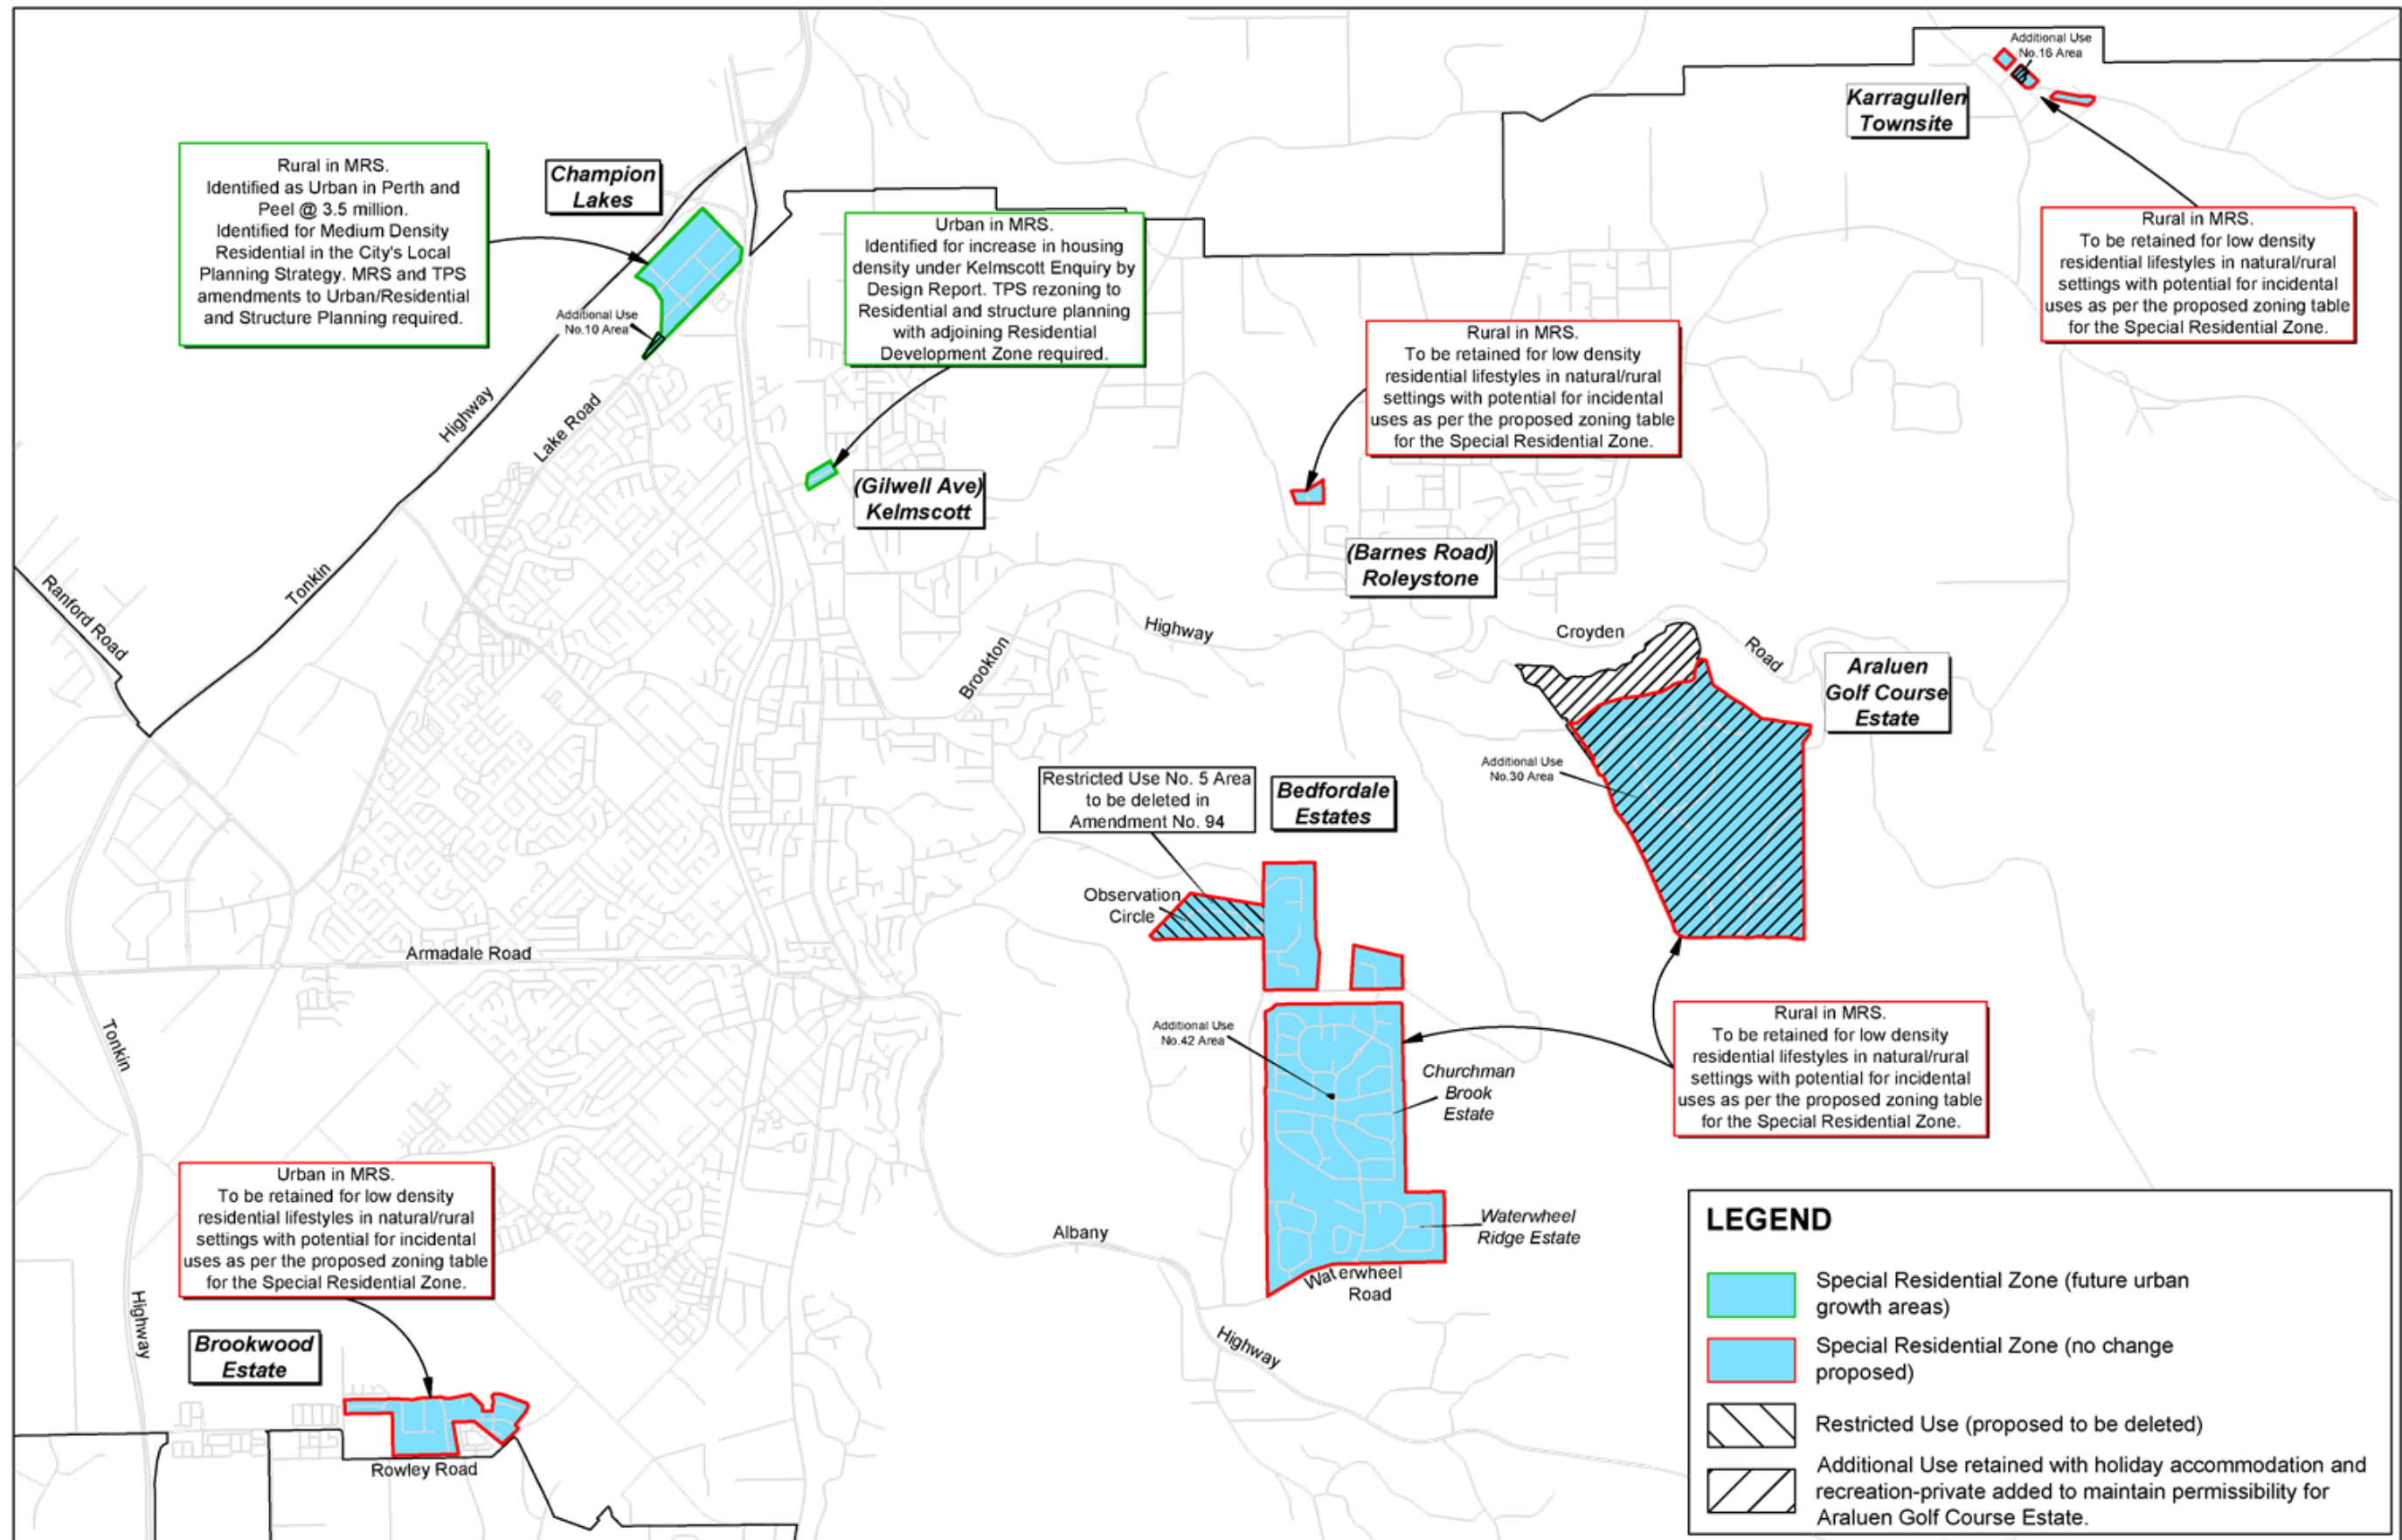 Additional Use
No.16 Area
Karragullen
Townsite
Rural in MRS.
Identified as Urban in Perth and
Peel @ 3.5 million.
Identified for Medium Density
Residential in the City's Local
Planning Strategy. MRS and TPS
amendments to Urban/Residential
and Structure Planning required.
Champion
Lakes
Additional Use
No.10 Area
Urban in MRS.
Identified for increase in housing
density under Kelmscott Enquiry by
Design Report. TPS rezoning to
Residential and structure planning
with adjoining Residential
Development Zone required.
Rural in MRS.
To be retained for low density
residential lifestyles in natural/rural
settings with potential for incidental
uses as per the proposed zoning table
for the Special Residential Zone.
Rural in MRS.
To be retained for low density
residential lifestyles in natural/rural
settings with potential for incidental
uses as per the proposed zoning table
for the Special Residential Zone.
Highway
Lake Road
(Gilwell Ave)
Kelmscott
(Barnes Road)
Roleystone
Ranford Road
Tonkin
Brookton
Highway
Croyden
Road
Araluen
Golf Course
Estate
Additional Use
No.30 Area
Restricted Use No. 5 Area
to be deleted in
Amendment No. 94
Bedfordale
Estates
Observation
Circle
Armadale Road
Tonkin
Additional Use
No.42 Area
Churchman
Brook
Estate
Rural in MRS.
To be retained for low density
residential lifestyles in natural/rural
settings with potential for incidental
uses as per the proposed zoning table
for the Special Residential Zone.
Urban in MRS.
To be retained for low density
residential lifestyles in natural/rural
settings with potential for incidental
uses as per the proposed zoning table
for the Special Residential Zone.
Albany
Waterwheel
Ridge Estate
Waterwheel
Road
Highway
Highway
Brookwood
Estate
Rowley Road
LEGEND
Special Residential Zone (future urban
growth areas)
Special Residential Zone (no change
proposed)
Restricted Use (proposed to be deleted)
Additional Use retained with holiday accommodation and
recreation-private added to maintain permissibility for
Araluen Golf Course Estate.